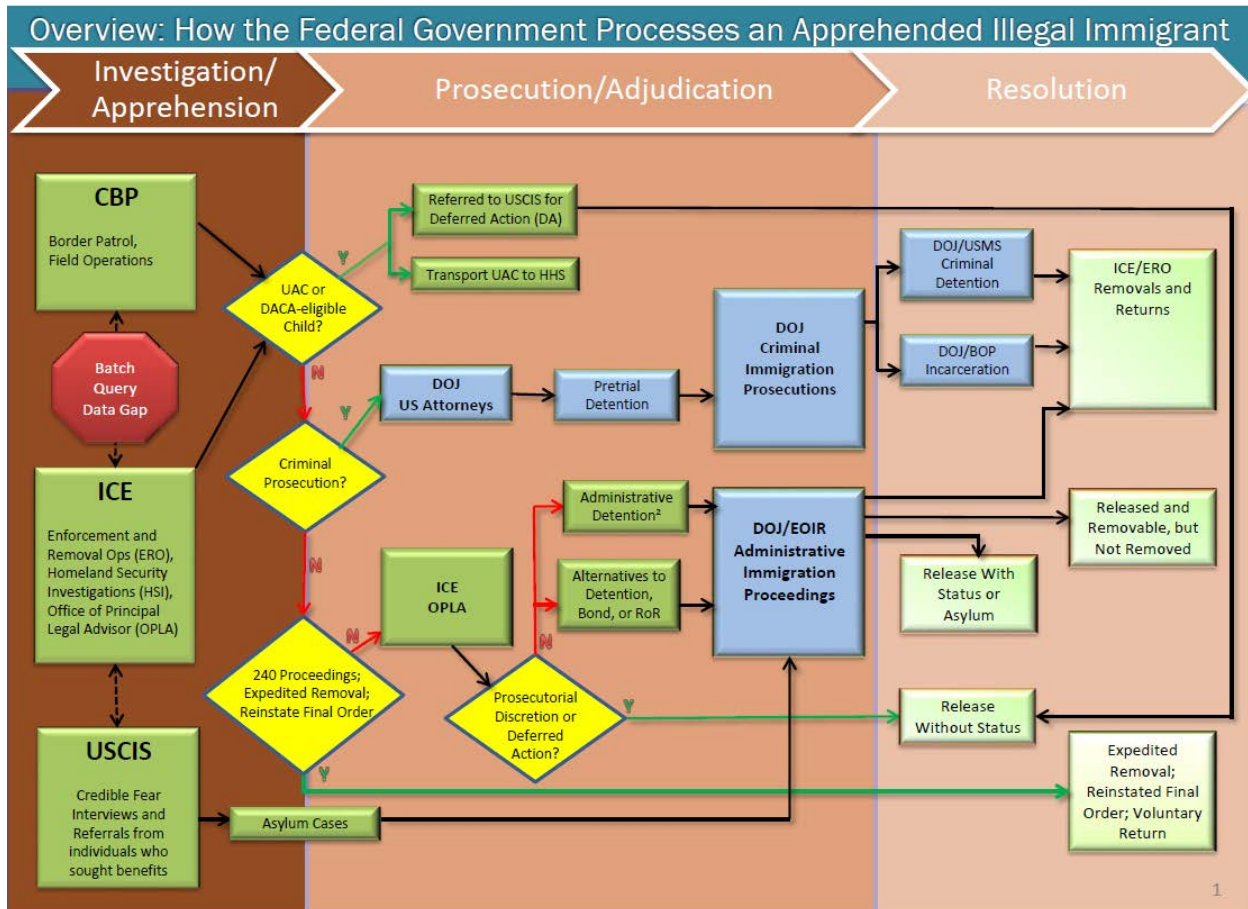 Overview: How the Federal Government Processes an Apprehended Illegal Immigrant
Investigation/
Apprehension
Prosecution/Adjudication
Resolution
CBP
Border Patrol,
Field Operations
Batch
Query
Data Gap
ICE
Enforcement and
Removal Ops (ERO),
Homeland Security
Investigations (HSI),
Office of Principal
Legal Advisor (OPLA)
USCIS
Credible Fear
Interviews and
Referrals from
individuals who
sought benefits
UAC or
DACA-eligible
Child?
Y
N
Referred to USCIS for
Deferred Action (DA)
Transport UAC to HHS
Criminal
Prosecution?
Y
N
DOJ
US Attorneys
Pretrial
Detention
DOJ
Criminal
Immigration
Prosecutions
DOJ/USMS
Criminal
Detention
DOJ/BOP
Incarceration
ICE/ERO
Removals and
Returns
240 Proceedings;
Expedited Removal;
Reinstate Final Order
N
Y
ICE
OPLA
Prosecutorial
Discretion or
Deferred
Action?
N
Y
Administrative
Detention²
Alternatives to
Detention,
Bond, or RoR
DOJ/EOIR
Administrative
Immigration
Proceedings
Released and
Removable, but
Not Removed
Release With
Status or
Asylum
Release
Without Status
Expedited
Removal;
Reinstated Final
Order; Voluntary
Return
Asylum Cases
1